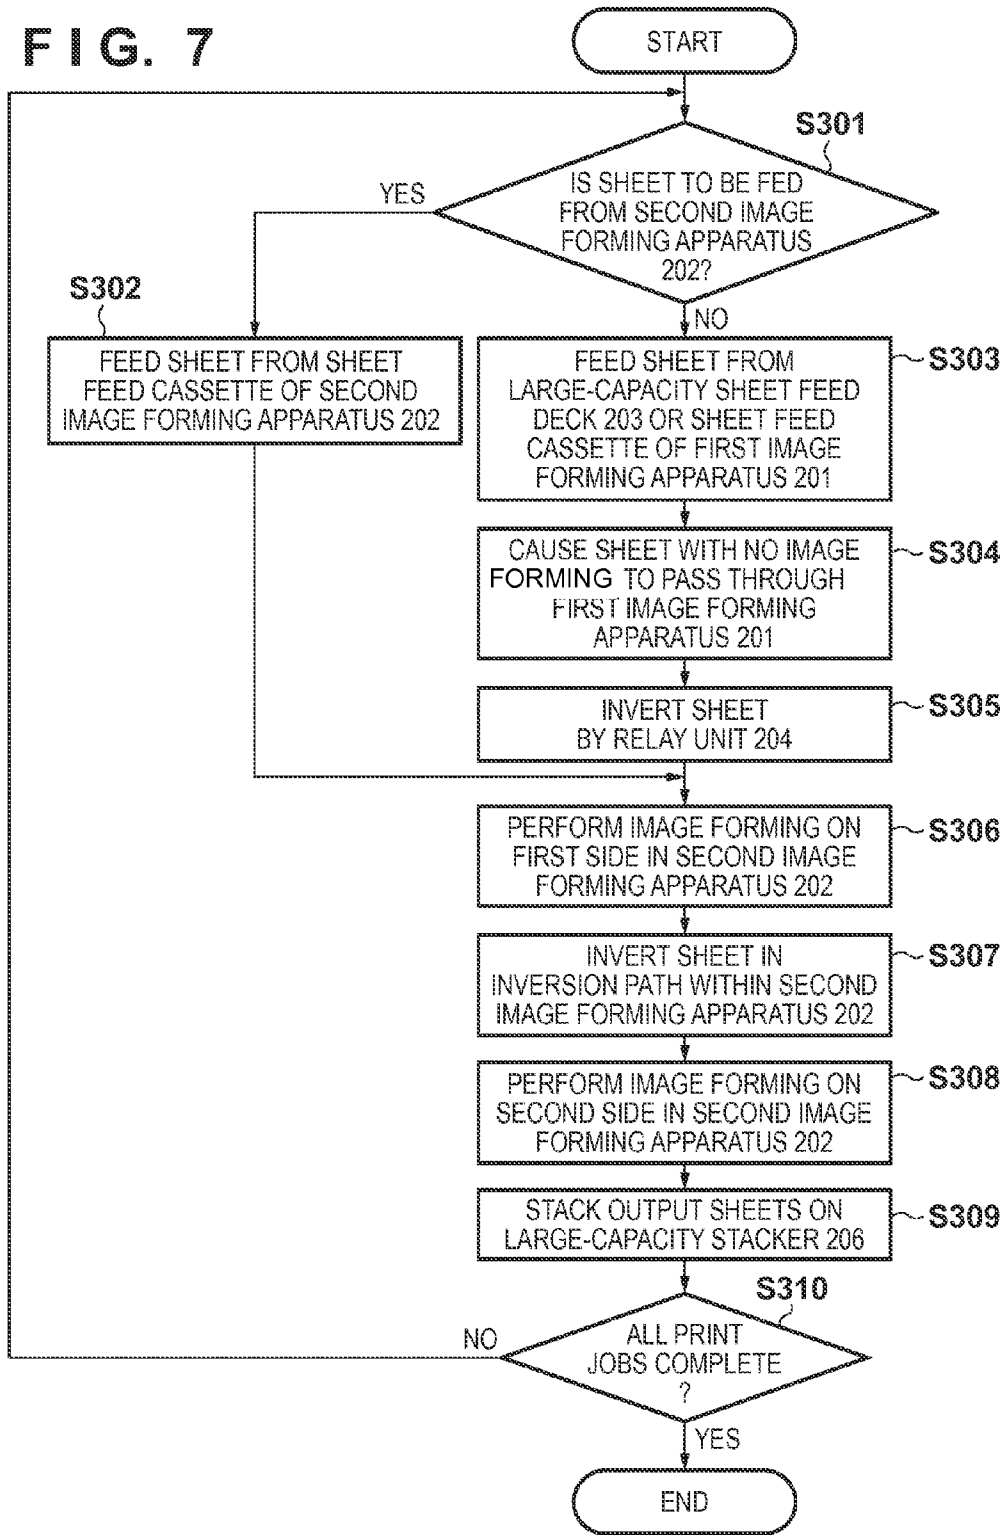 FIG. 7
START
S301
IS SHEET TO BE FED
FROM SECOND IMAGE
FORMING APPARATUS
202?
YES
NO
S302
FEED SHEET FROM SHEET
FEED CASSETTE OF SECOND
IMAGE FORMING APPARATUS 202
S303
FEED SHEET FROM
LARGE-CAPACITY SHEET FEED
DECK 203 OR SHEET FEED
CASSETTE OF FIRST IMAGE
FORMING APPARATUS 201
S304
CAUSE SHEET WITH NO IMAGE
FORMING TO PASS THROUGH
FIRST IMAGE FORMING
APPARATUS 201
S305
INVERT SHEET
BY RELAY UNIT 204
S306
PERFORM IMAGE FORMING ON
FIRST SIDE IN SECOND IMAGE
FORMING APPARATUS 202
S307
INVERT SHEET IN
INVERSION PATH WITHIN SECOND
IMAGE FORMING APPARATUS 202
S308
PERFORM IMAGE FORMING ON
SECOND SIDE IN SECOND IMAGE
FORMING APPARATUS 202
S309
STACK OUTPUT SHEETS ON
LARGE-CAPACITY STACKER 206
S310
ALL PRINT
JOBS COMPLETE
?
NO
YES
END